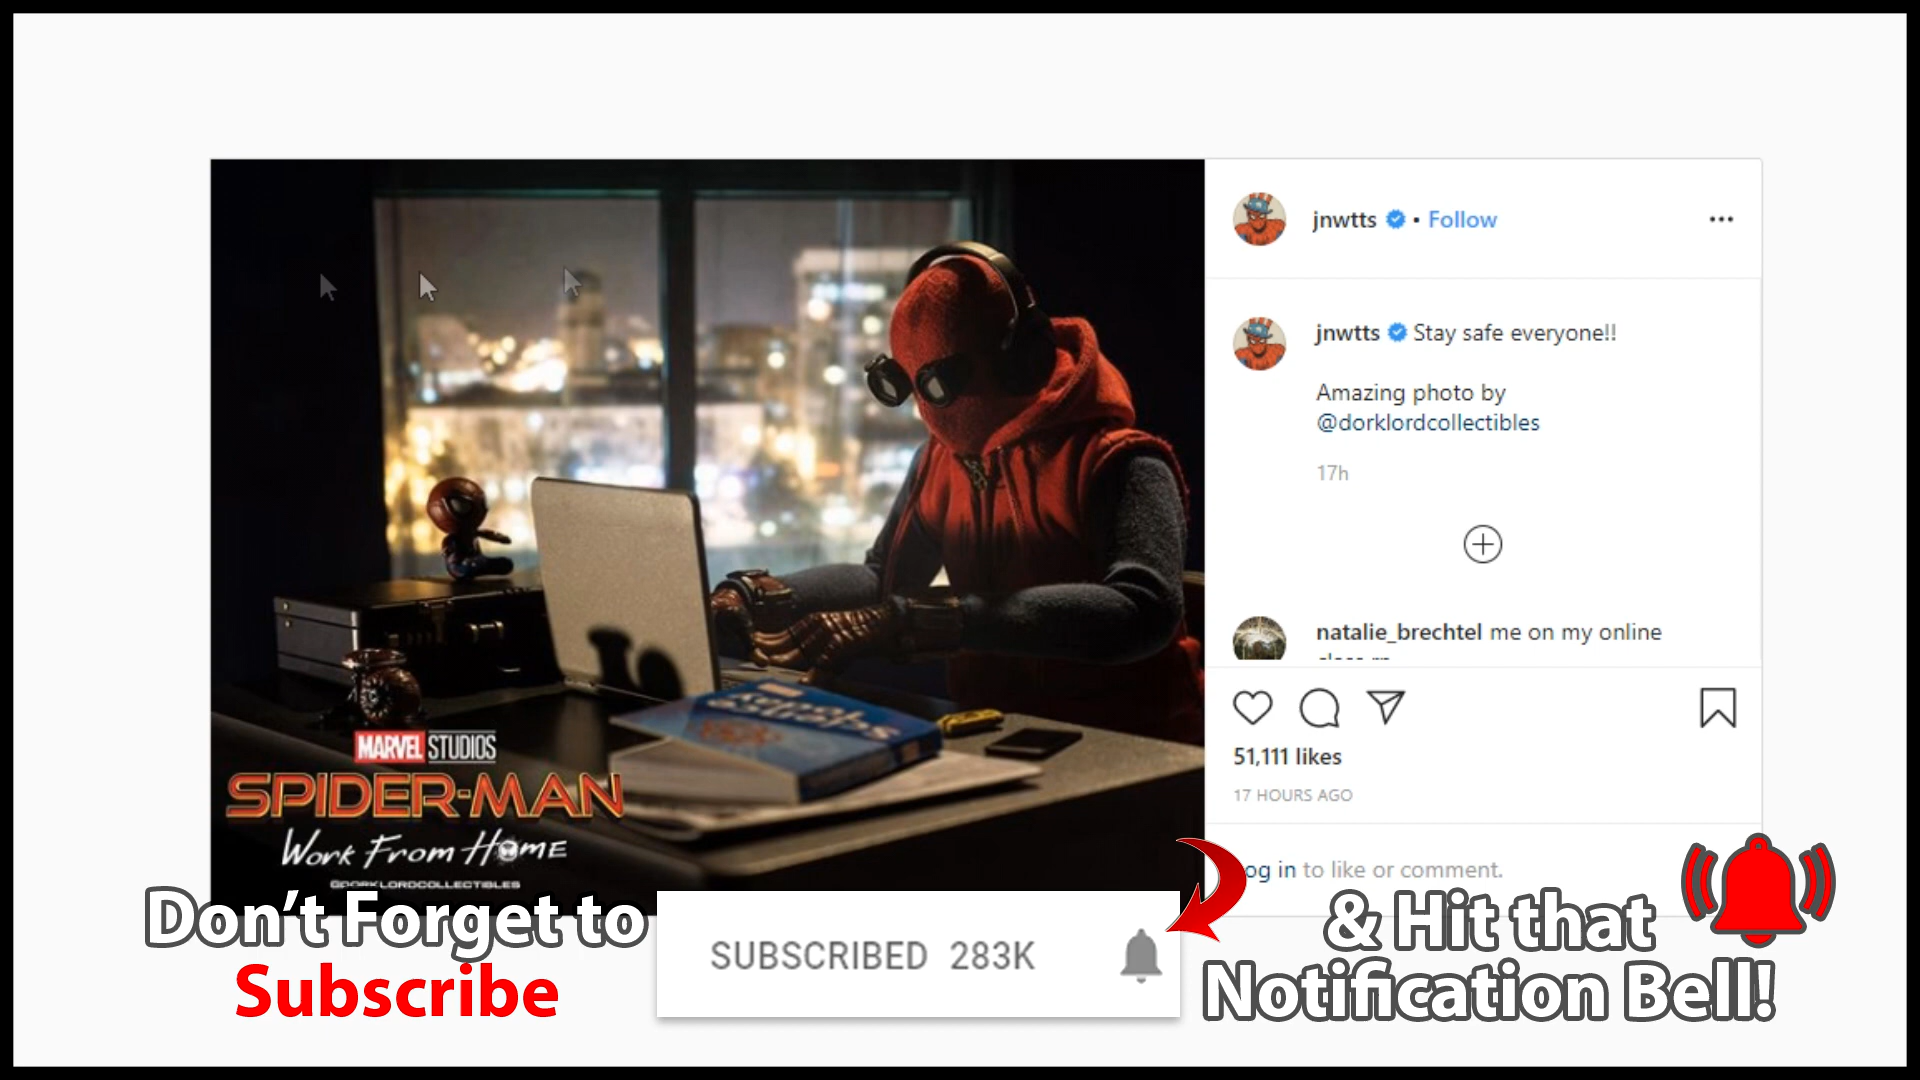 jnwtts • Follow
jnwtts Stay safe everyone!!
Amazing photo by
@dorklordcollectibles
17h
natalie_brechtel me on my online
51,111 likes
17 HOURS AGO
og in to like or comment.
MARVEL STUDIOS
SPIDER-MAN
Work From Home
@DORKLORDCOLLECTIBLES
Don't Forget to
Subscribe
SUBSCRIBED 283K
& Hit that
Notification Bell!